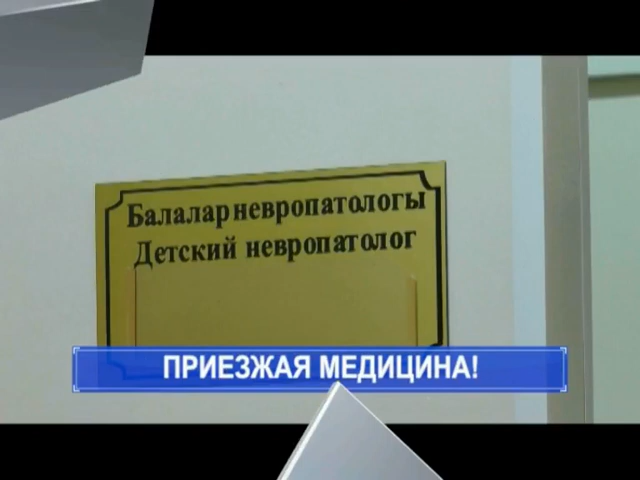 Балалар невропатологы
Детский невропатолог
ПРИЕЗЖАЯ МЕДИЦИНА!